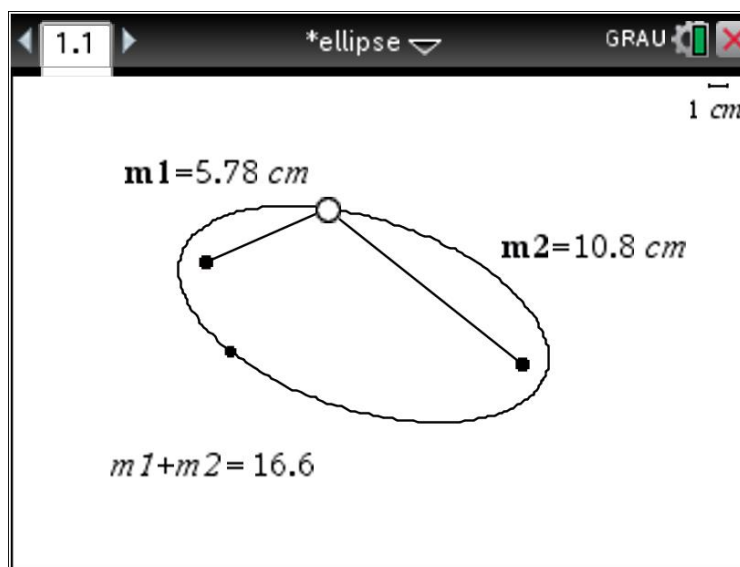 1.1
*ellipse
GRAU
1 cm
m1=5.78 cm
m2=10.8 cm
m1+m2= 16.6